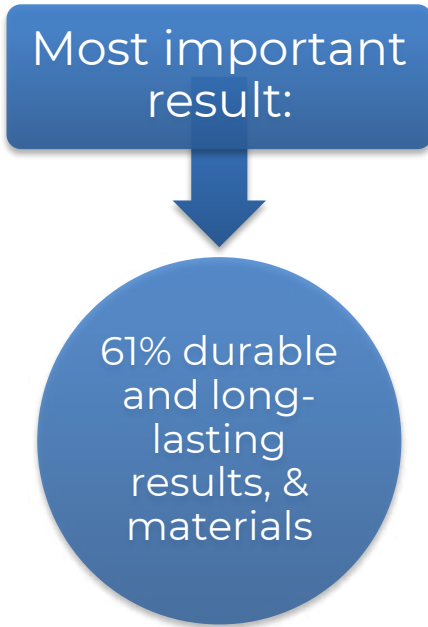 Most important
result:
61% durable
and long-
lasting
results, &
materials